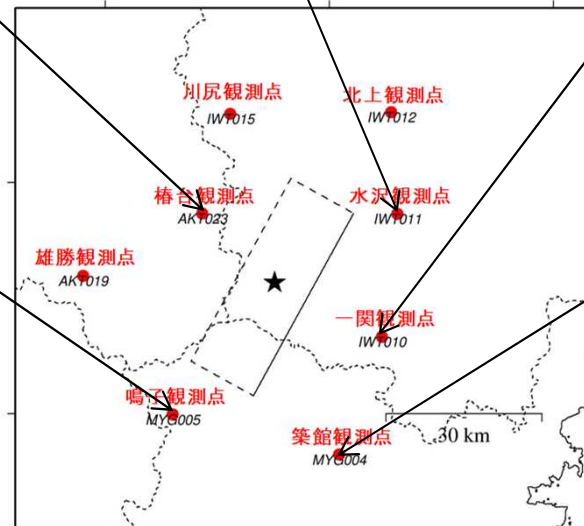 川尻観測点
IWT015
北上観測点
IWT012
椿台観測点
AKT023
水沢観測点
IWT011
雄勝観測点
AKT019
一関観測点
IWT010
鳴子観測点
MYG005
30 km
築館観測点
MYG004